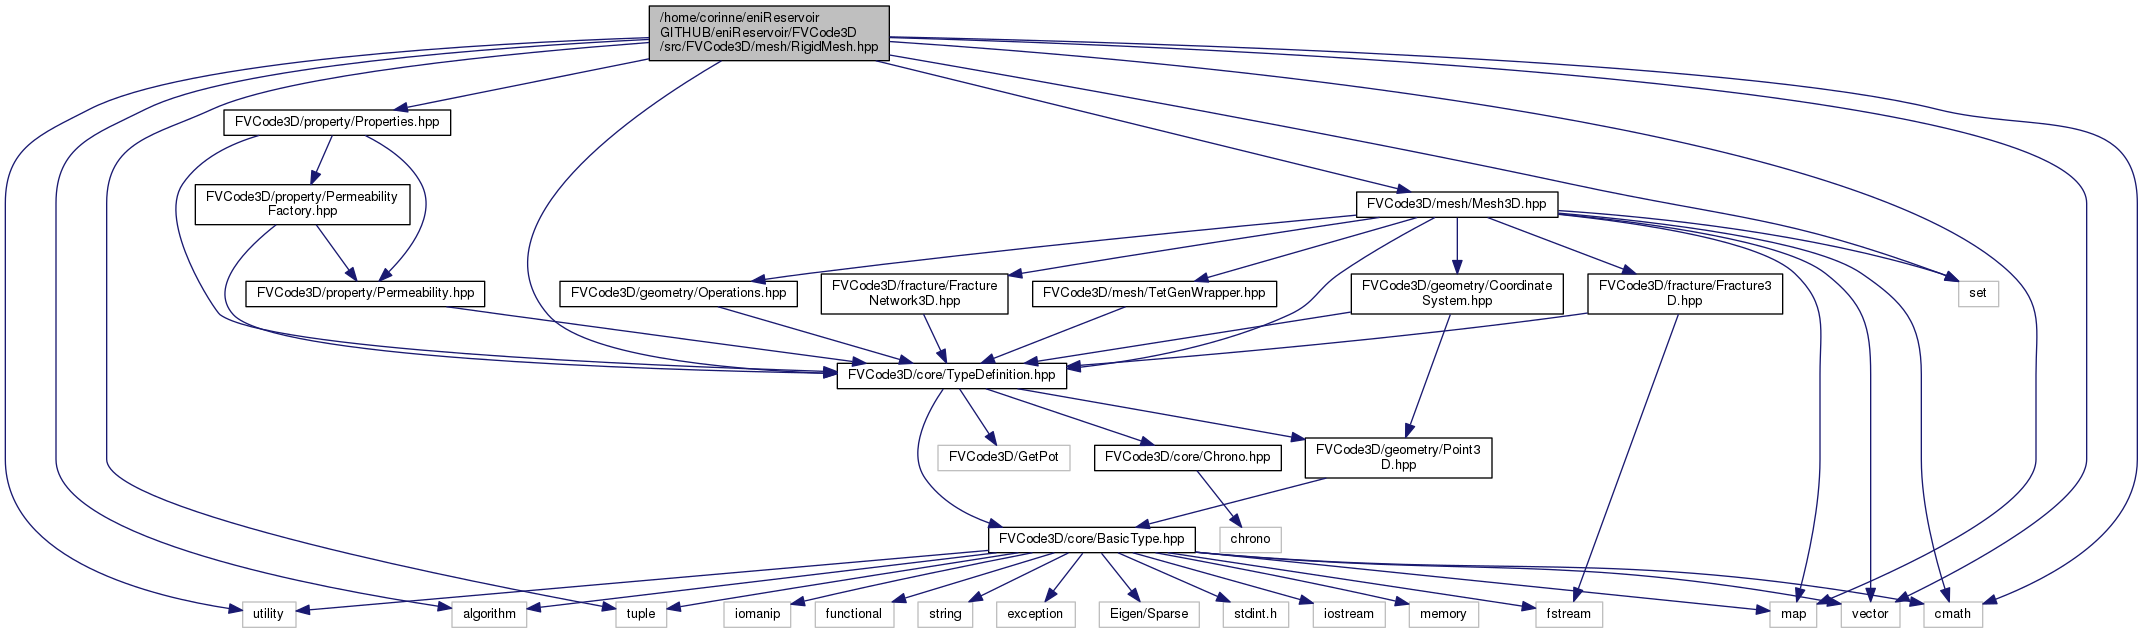 /home/corinne/eniReservoir
GITHUB/eniReservoir/FVCode3D
/src/FVCode3D/mesh/RigidMesh.hpp
FVCode3D/property/Properties.hpp
FVCode3D/property/Permeability
Factory.hpp
FVCode3D/mesh/Mesh3D.hpp
FVCode3D/property/Permeability.hpp
FVCode3D/geometry/Operations.hpp
FVCode3D/fracture/Fracture
Network3D.hpp
FVCode3D/mesh/TetGenWrapper.hpp
FVCode3D/geometry/Coordinate
System.hpp
FVCode3D/fracture/Fracture3
D.hpp
set
FVCode3D/core/TypeDefinition.hpp
FVCode3D/GetPot
FVCode3D/core/Chrono.hpp
FVCode3D/geometry/Point3
D.hpp
FVCode3D/core/BasicType.hpp
chrono
utility
algorithm
tuple
iomanip
functional
string
exception
Eigen/Sparse
stdint.h
iostream
memory
fstream
map
vector
cmath